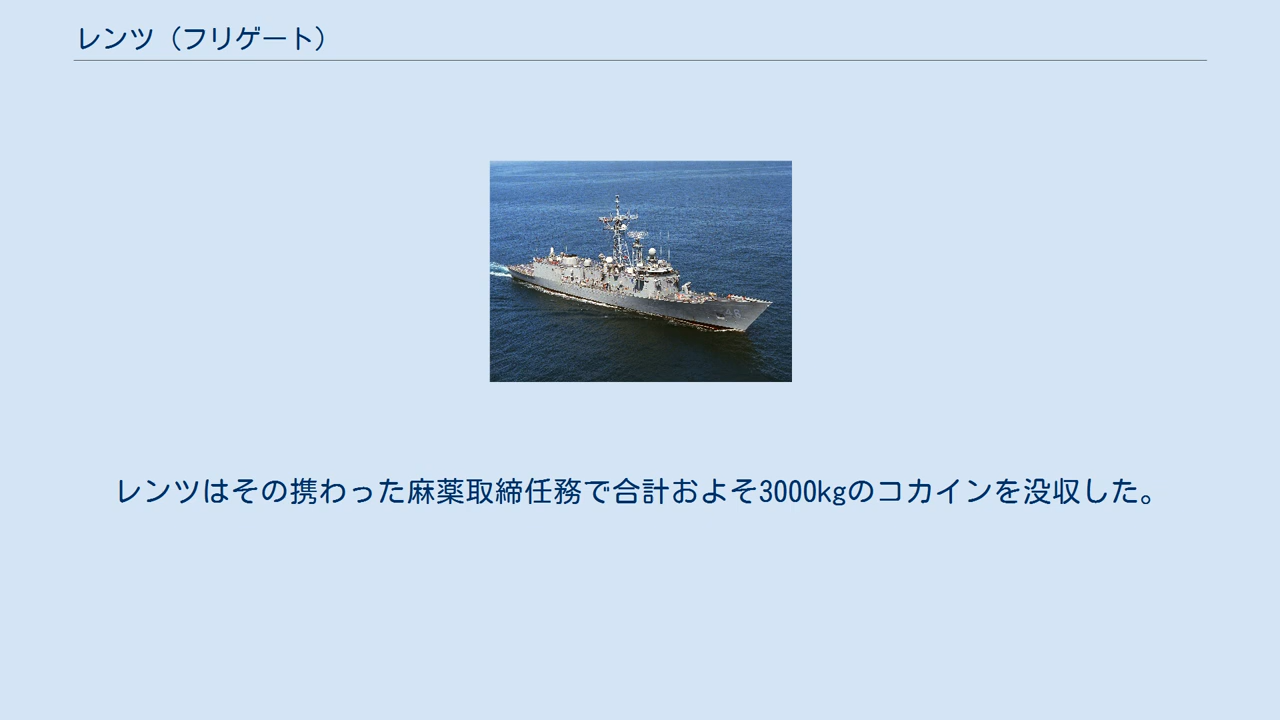 レンツ（フリゲート）
48
レンツはその携わった麻薬取締任務で合計およそ3000kgのコカインを没収した。